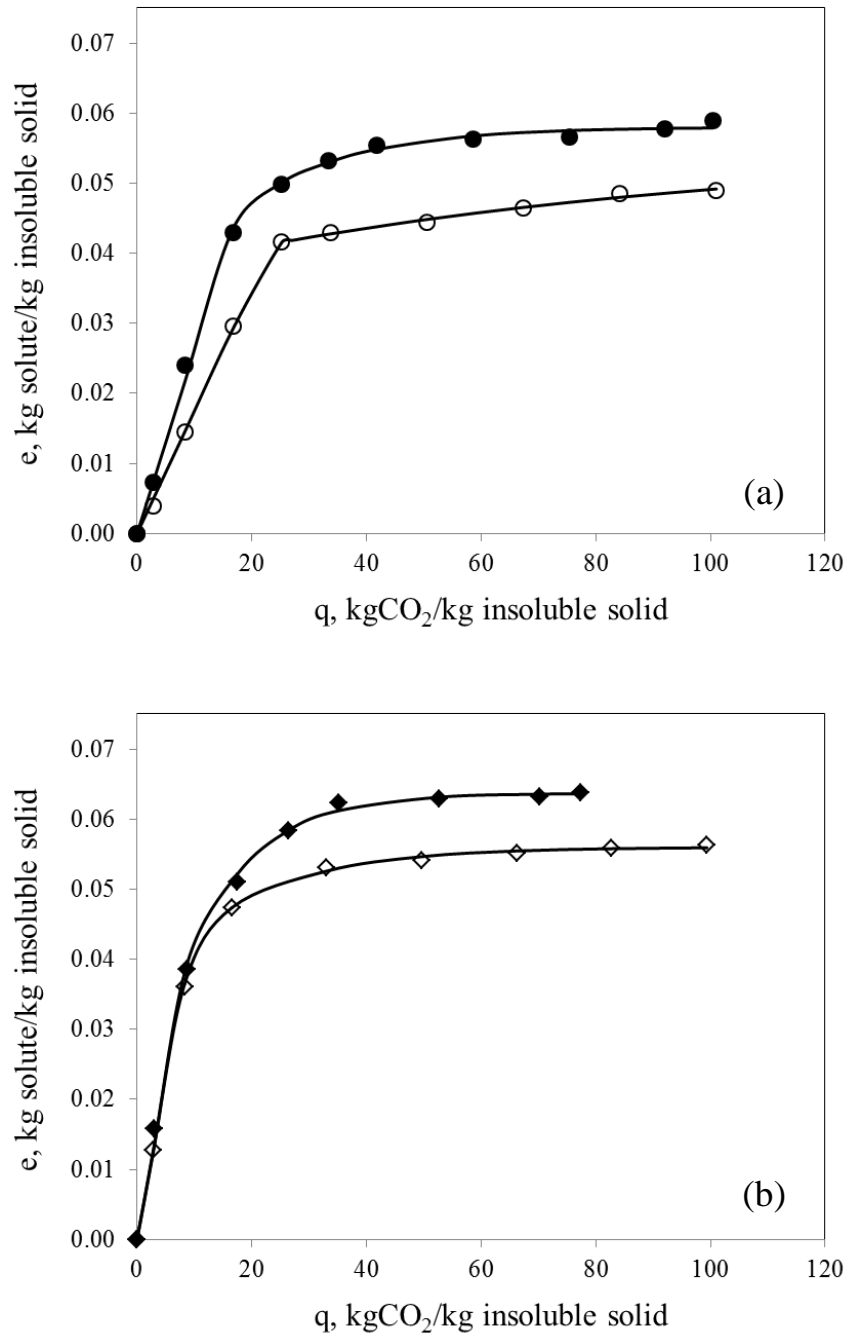 0.07
0.06
0.05
0.04
0.03
0.02
0.01
0.00
e, kg solute/kg insoluble solid
(a)
0 20 40 60 80 100 120
q, kgCO₂/kg insoluble solid
0.07
0.06
0.05
0.04
0.03
0.02
0.01
0.00
e, kg solute/kg insoluble solid
(b)
0 20 40 60 80 100 120
q, kgCO₂/kg insoluble solid